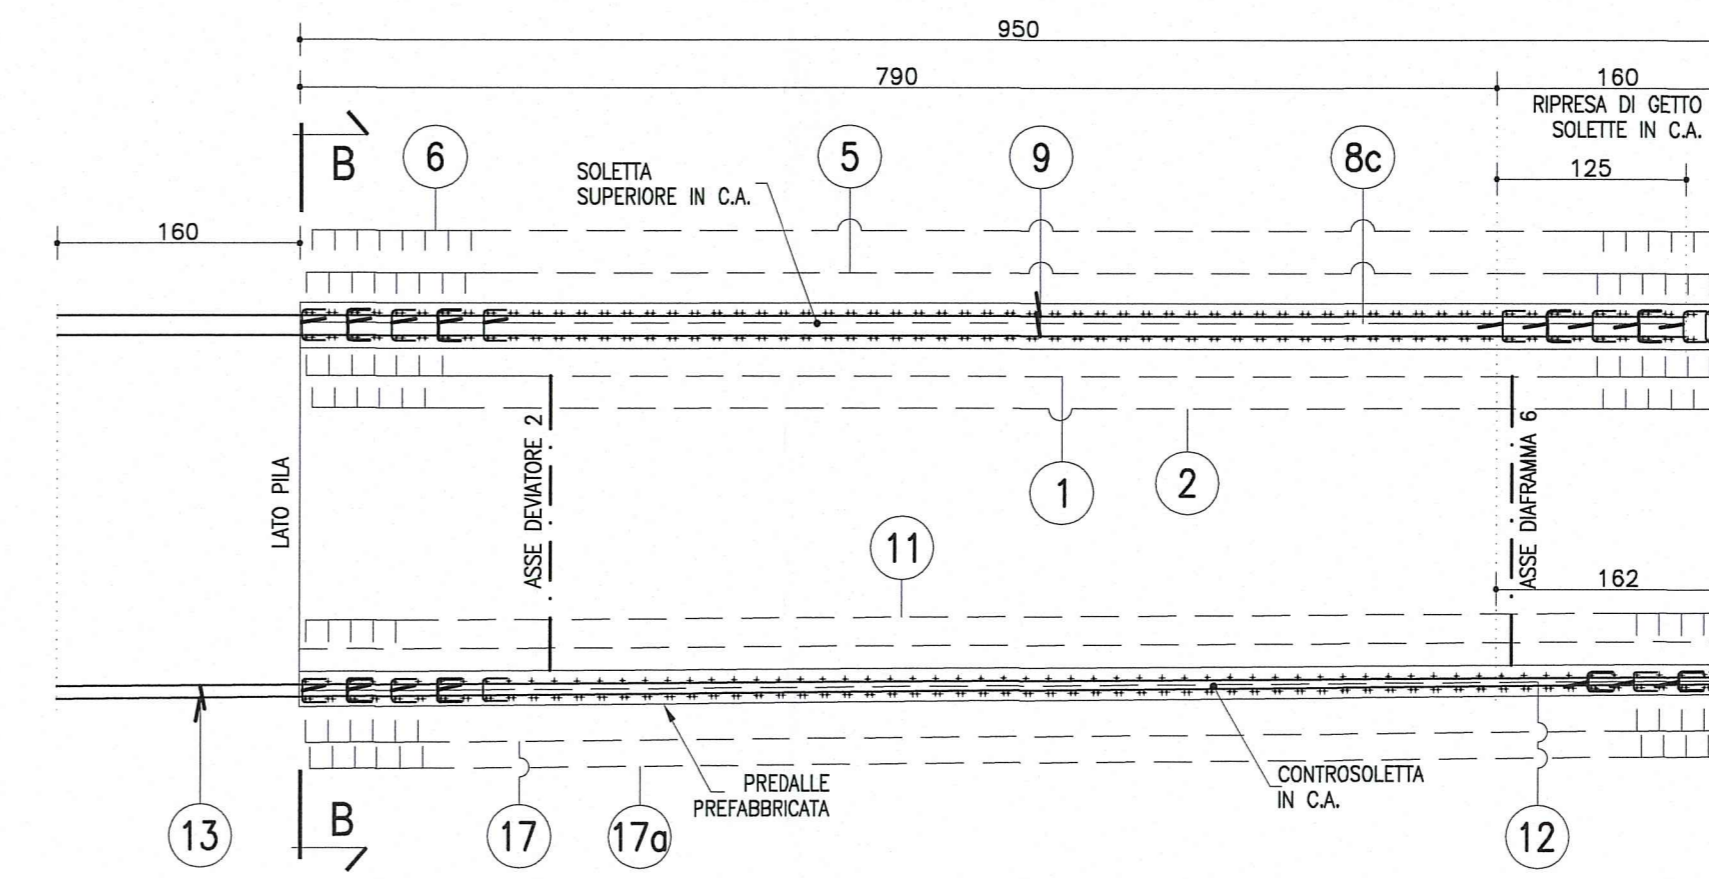 950
790
160
RIPRESA DI GETTO
SOLETTE IN C.A.
B
6
SOLETTA
SUPERIORE IN C.A.
5
9
8c
125
160
LATO PILA
ASSE DEVIATORE 2
1
2
ASSE DIAFRAMMA 6
11
162
PREDALLE
PREFABBRICATA
CONTROSOLETTA
IN C.A.
13
B
17
17a
12